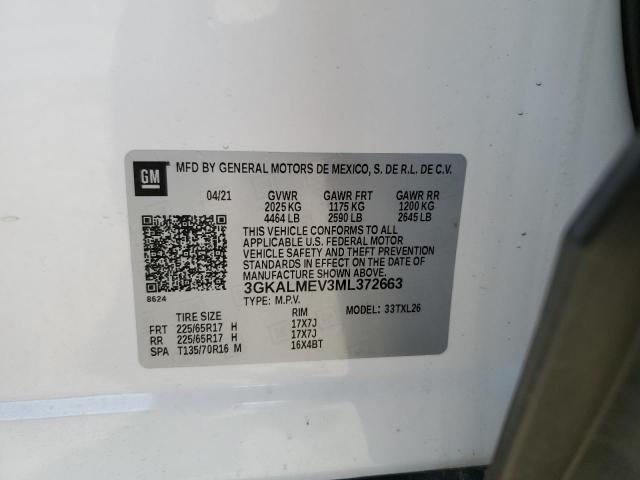 GM
MFD BY GENERAL MOTORS DE MEXICO, S. DE R.L. DE C.V.
04/21 GVWR GAWR FRT GAWR RR
2025 KG 1175 KG 1200 KG
4464 LB 2590 LB 2645 LB
THIS VEHICLE CONFORMS TO ALL
APPLICABLE U.S. FEDERAL MOTOR
VEHICLE SAFETY AND THEFT PREVENTION
STANDARDS IN EFFECT ON THE DATE OF
MANUFACTURE SHOWN ABOVE.
3GKALMEV3ML372663
8624
TYPE: M.P.V.
TIRE SIZE RIM 33TXL26
FRT 225/65R17 H 17X7J
RR 225/65R17 H 17X7J
SPA T135/70R16 M 16X4BT